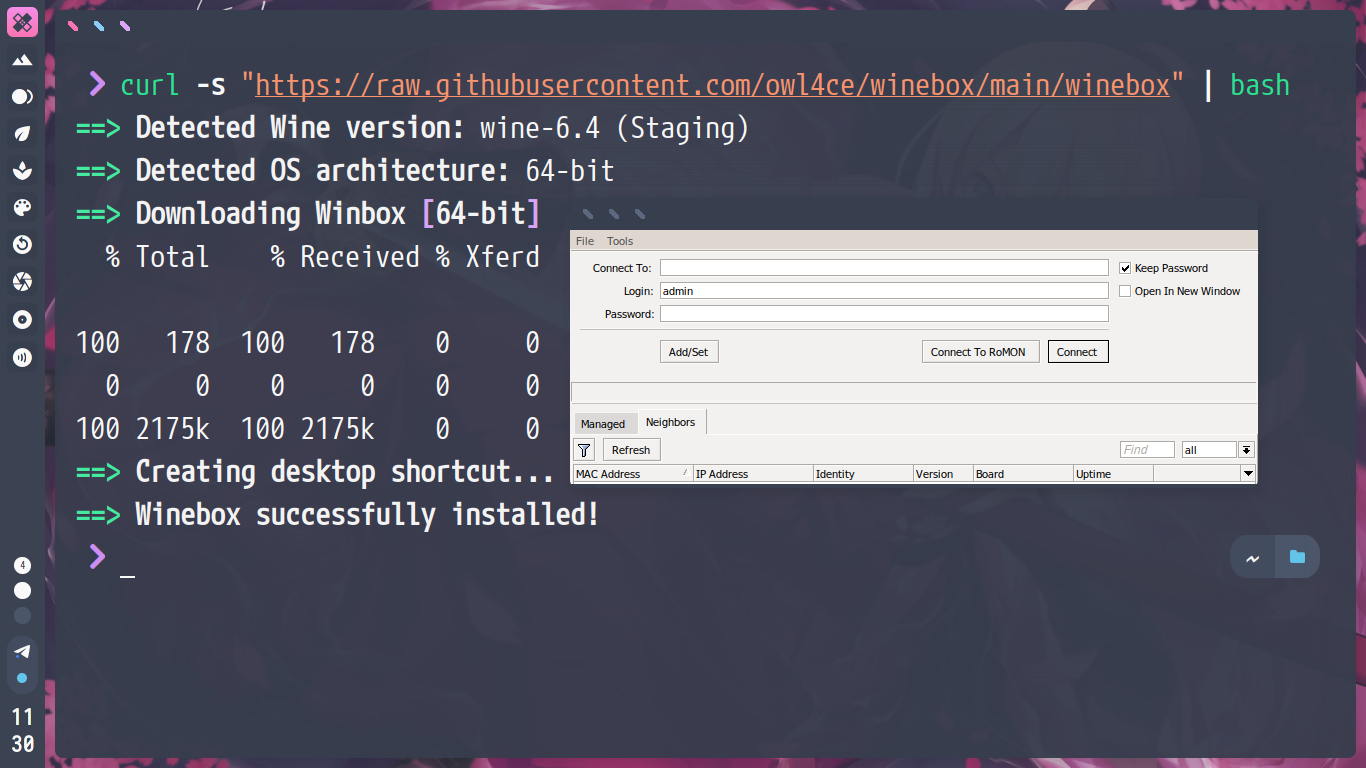 ❯ curl -s "https://raw.githubusercontent.com/owl4ce/winebox/main/winebox" | bash
==> Detected Wine version: wine-6.4 (Staging)
==> Detected OS architecture: 64-bit
==> Downloading Winbox [64-bit]
% Total % Received % Xferd
100 178 100 178 0 0
0 0 0 0 0 0
100 2175k 100 2175k 0 0
==> Creating desktop shortcut...
==> Winebox successfully installed!
❯ _
File Tools
Connect To: Keep Password
Login: admin Open In New Window
Password:
Add/Set Connect To RoMON Connect
Managed Neighbors
Refresh Find all
MAC Address IP Address Identity Version Board Uptime
4
11
30